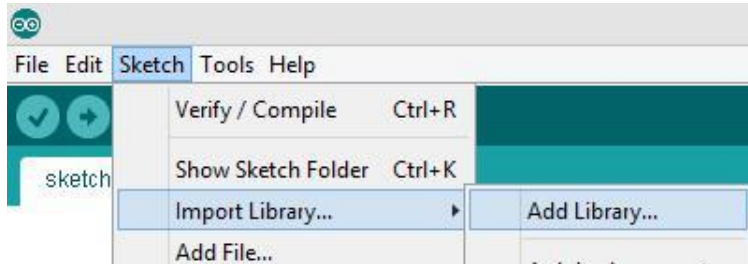 File Edit Sketch Tools Help
Verify / Compile Ctrl+R
sketch
Show Sketch Folder Ctrl+K
Import Library...
Add Library...
Add File...